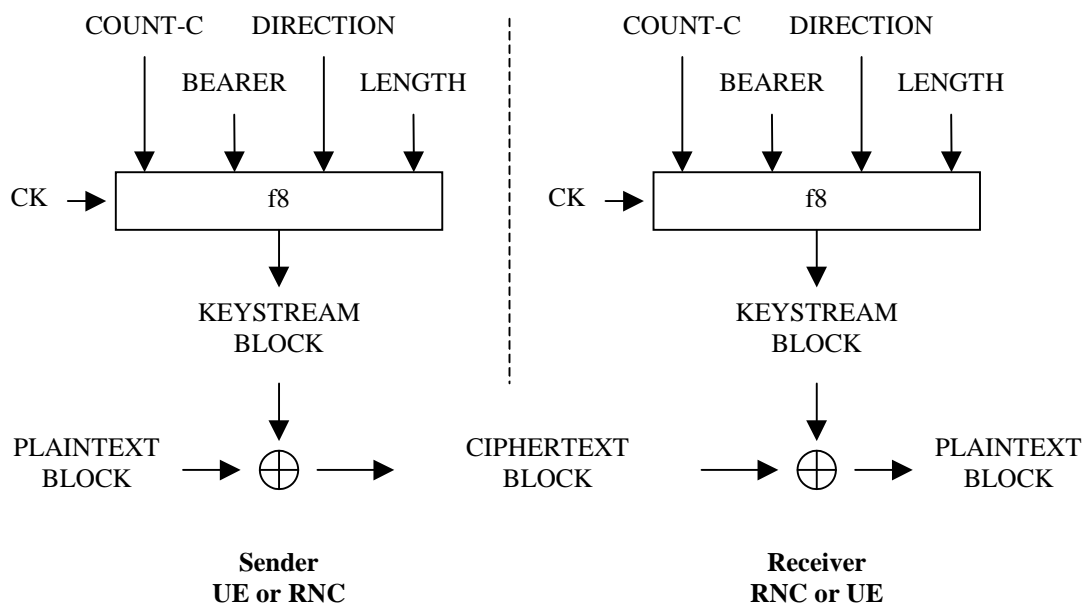 COUNT-C DIRECTION COUNT-C DIRECTION
BEARER LENGTH BEARER LENGTH
CK f8 CK f8
KEYSTREAM KEYSTREAM
BLOCK BLOCK
PLAINTEXT CIPHERTEXT PLAINTEXT
BLOCK BLOCK BLOCK
Sender Receiver
UE or RNC RNC or UE